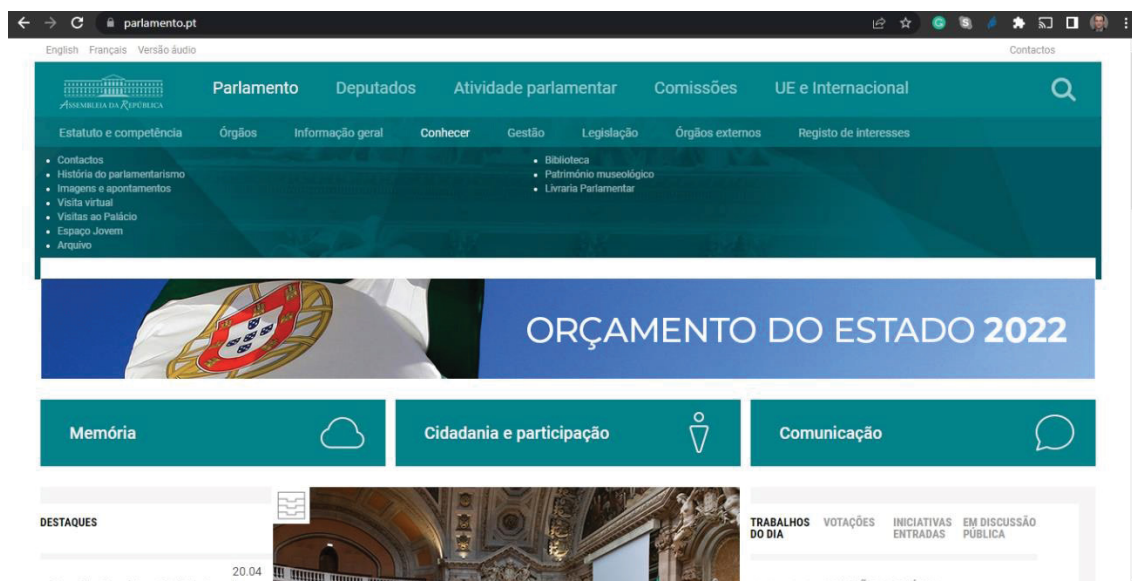 parlamento.pt
English Français Versão áudio Contactos
ASSEMBLEIA DA REPÚBLICA
Parlamento Deputados Atividade parlamentar Comissões UE e Internacional
Estatuto e competência Órgãos Informação geral Conhecer Gestão Legislação Órgãos externos Registo de interesses
• Contactos
• História do parlamentarismo
• Imagens e apontamentos
• Visita virtual
• Visitas ao Palácio
• Espaço Jovem
• Arquivo
• Biblioteca
• Património museológico
• Livraria Parlamentar
ORÇAMENTO DO ESTADO 2022
Memória
Cidadania e participação
Comunicação
DESTAQUES
20.04
TRABALHOS DO DIA
VOTAÇÕES
INICIATIVAS ENTRADAS
EM DISCUSSÃO PÚBLICA